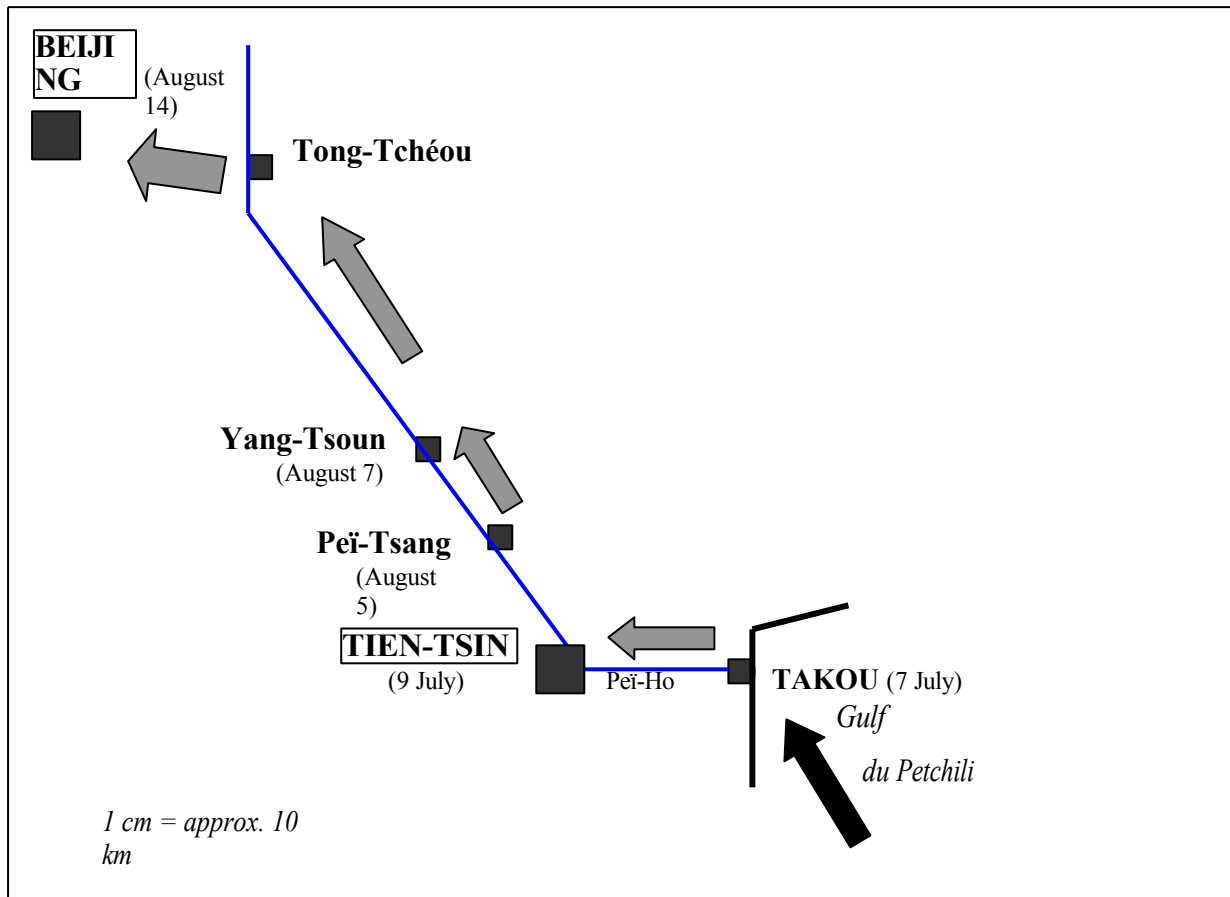 BEIJI
NG
(August
14)
Tong-Tchéou
Yang-Tsoun
(August 7)
Peï-Tsang
(August
5)
TIEN-TSIN
(9 July)
Peï-Ho
TAKOU (7 July)
Gulf
du Petchili
1 cm = approx. 10
km